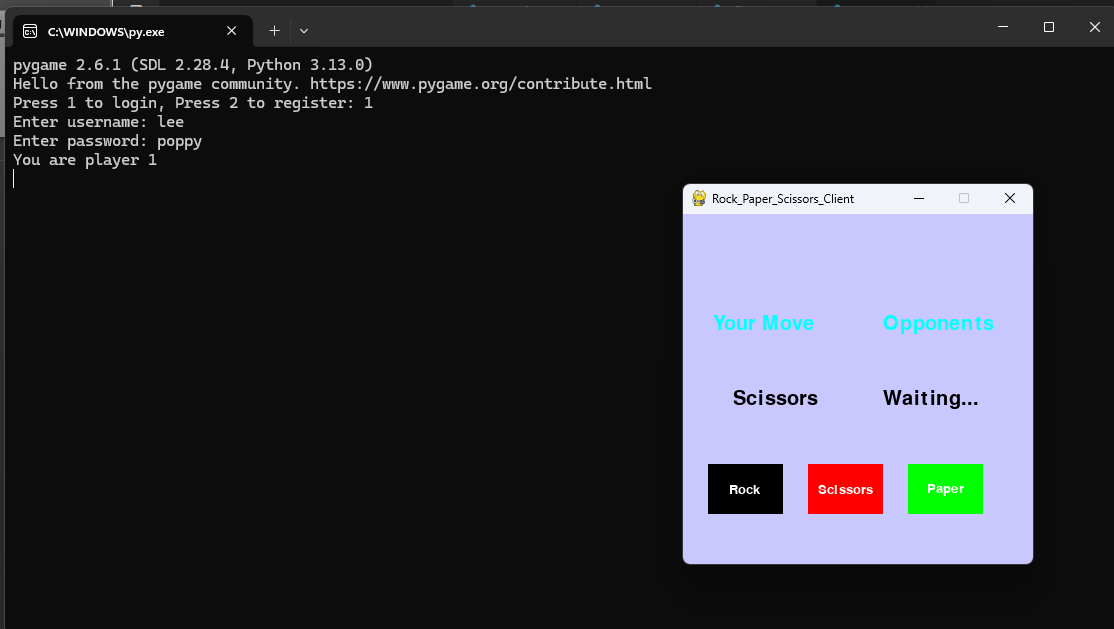 C:\WINDOWS\py.exe
pygame 2.6.1 (SDL 2.28.4, Python 3.13.0)
Hello from the pygame community. https://www.pygame.org/contribute.html
Press 1 to login, Press 2 to register: 1
Enter username: lee
Enter password: poppy
You are player 1
Rock_Paper_Scissors_Client
Your Move Opponents
Scissors Waiting...
Rock Scissors Paper